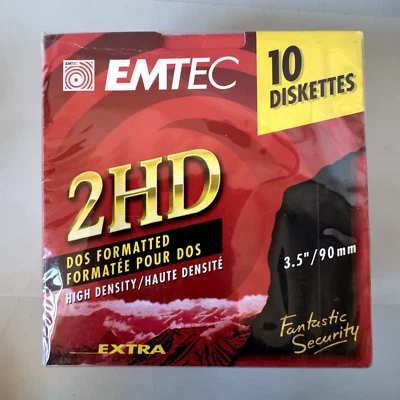 EMTEC
EMTEC
10
DISKETTES
2HD
DOS FORMATTED
FORMATÉE POUR DOS
HIGH DENSITY/HAUTE DENSITÉ
3.5"/90mm
Fantastic
Security
EXTRA